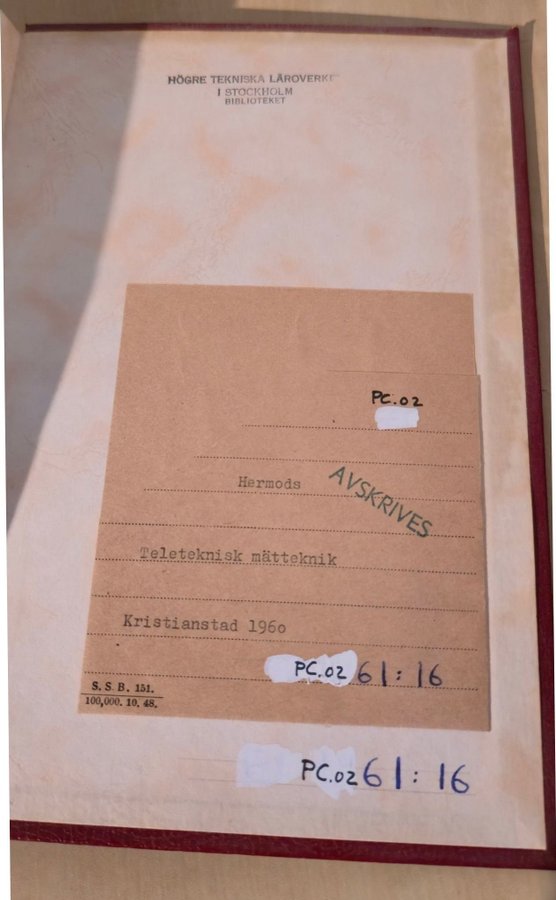 HÖGRE TEKNISKA LÄROVERKET
I STOCKHOLM
BIBLIOTEKET
PC.02
Hermods
AVSKRIVES
Teleteknisk mätteknik
Kristianstad 196o
PC.02 61:16
S. S. B. 151.
100,000. 10. 48.
PC.02 61:16